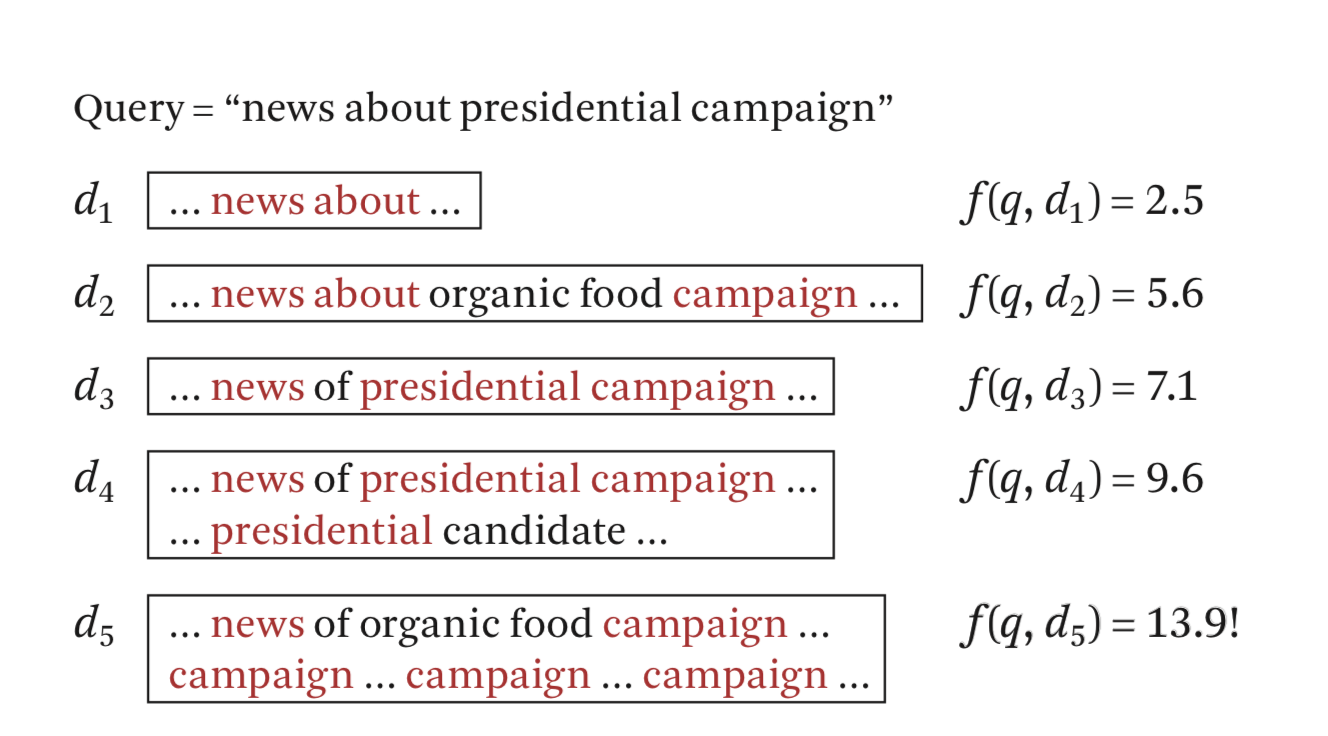 Query = “news about presidential campaign”
d₁ ... news about ... f(q, d₁) = 2.5
d₂ ... news about organic food campaign ... f(q, d₂) = 5.6
d₃ ... news of presidential campaign ... f(q, d₃) = 7.1
d₄ ... news of presidential campaign ... f(q, d₄) = 9.6
... presidential candidate ...
d₅ ... news of organic food campaign ... f(q, d₅) = 13.9!
campaign ... campaign ... campaign ...